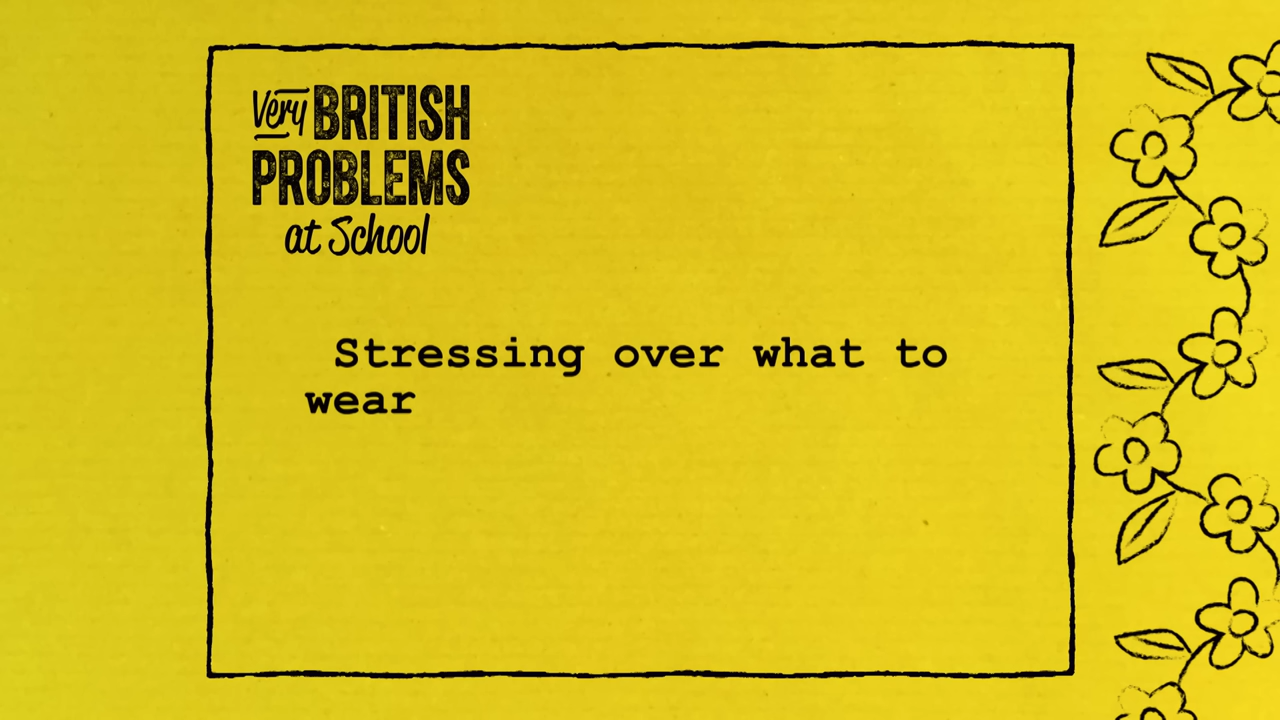 Very BRITISH
PROBLEMS
at School
Stressing over what to
wear